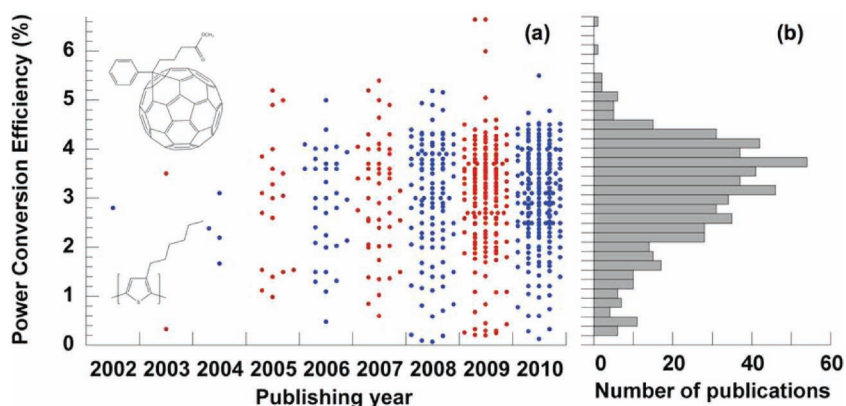 Power Conversion Efficiency (%)
6
5
4
3
2
1
0
OCH₃
O
S
(a)
2002 2003 2004 2005 2006 2007 2008 2009 2010
Publishing year
(b)
0 20 40 60
Number of publications